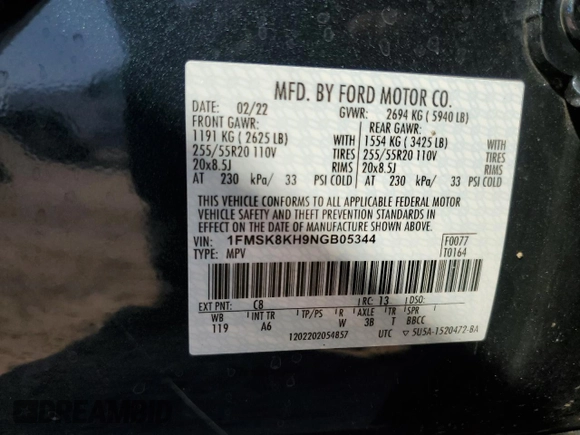 MFD. BY FORD MOTOR CO.
DATE: 02/22 GVWR: 2694 KG ( 5940 LB)
FRONT GAWR: REAR GAWR:
1191 KG ( 2625 LB) WITH 1554 KG ( 3425 LB) WITH
255/55R20 110V TIRES 255/55R20 110V TIRES
20x8.5J RIMS 20x8.5J RIMS
AT 230 kPa/ 33 PSI COLD AT 230 kPa/ 33 PSI COLD
THIS VEHICLE CONFORMS TO ALL APPLICABLE FEDERAL MOTOR
VEHICLE SAFETY AND THEFT PREVENTION STANDARDS IN
EFFECT ON THE DATE OF MANUFACTURE SHOWN ABOVE.
VIN: 1FMSK8KH9NGB05344 F0077
TYPE: MPV T0164
EXT PNT: C8 RC: 13 DSO:
WB INT TR TP/PS R AXLE TR SPR
119 A6 W 3B T BBCC
1202202054857 UTC 5U5A-1520472-BA
DREAMBID